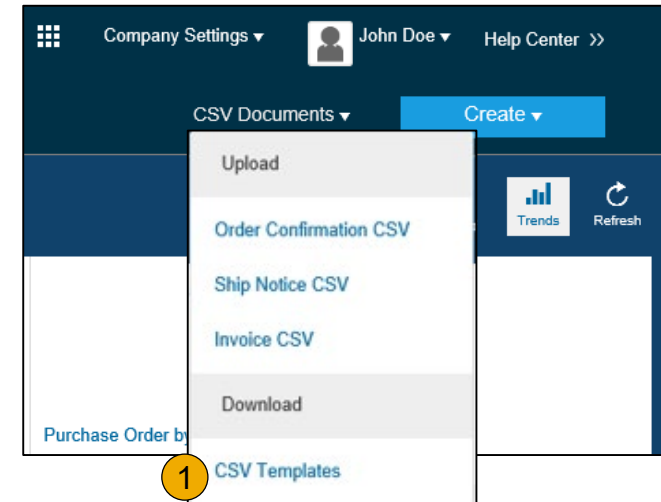 Company Settings ▾ John Doe ▾ Help Center >>
CSV Documents ▾ Create ▾
Upload
Trends Refresh
Order Confirmation CSV
Ship Notice CSV
Invoice CSV
Download
Purchase Order by
1 CSV Templates